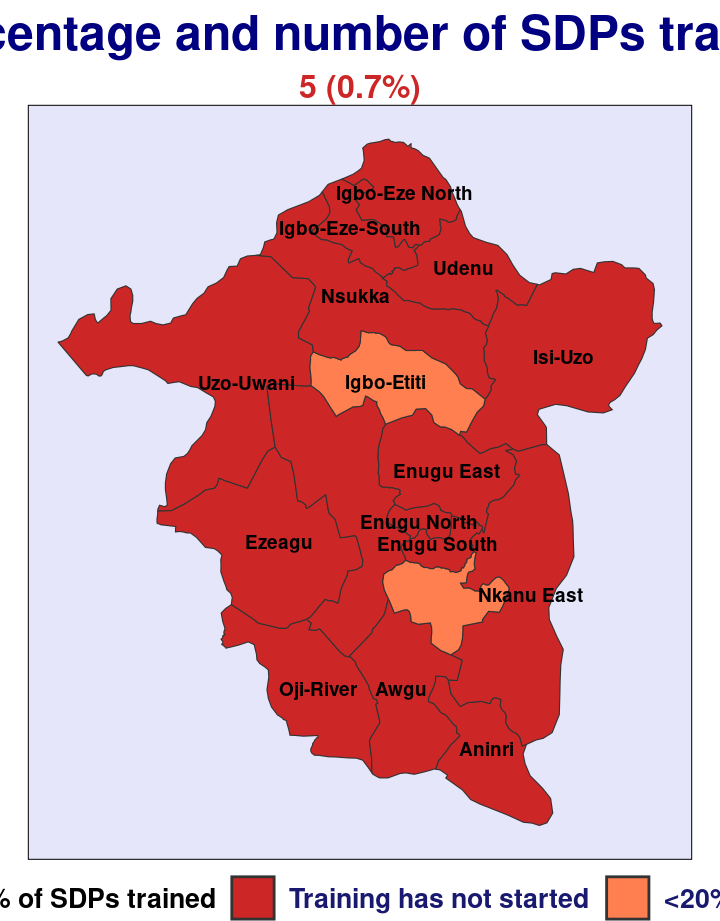 centage and number of SDPs tra
5 (0.7%)
Igbo-Eze North
Igbo-Eze-South
Udenu
Nsukka
Isi-Uzo
Uzo-Uwani
Igbo-Etiti
Enugu East
Enugu North
Enugu South
Ezeagu
Nkanu East
Oji-River
Awgu
Aninri
% of SDPs trained
Training has not started
<20%